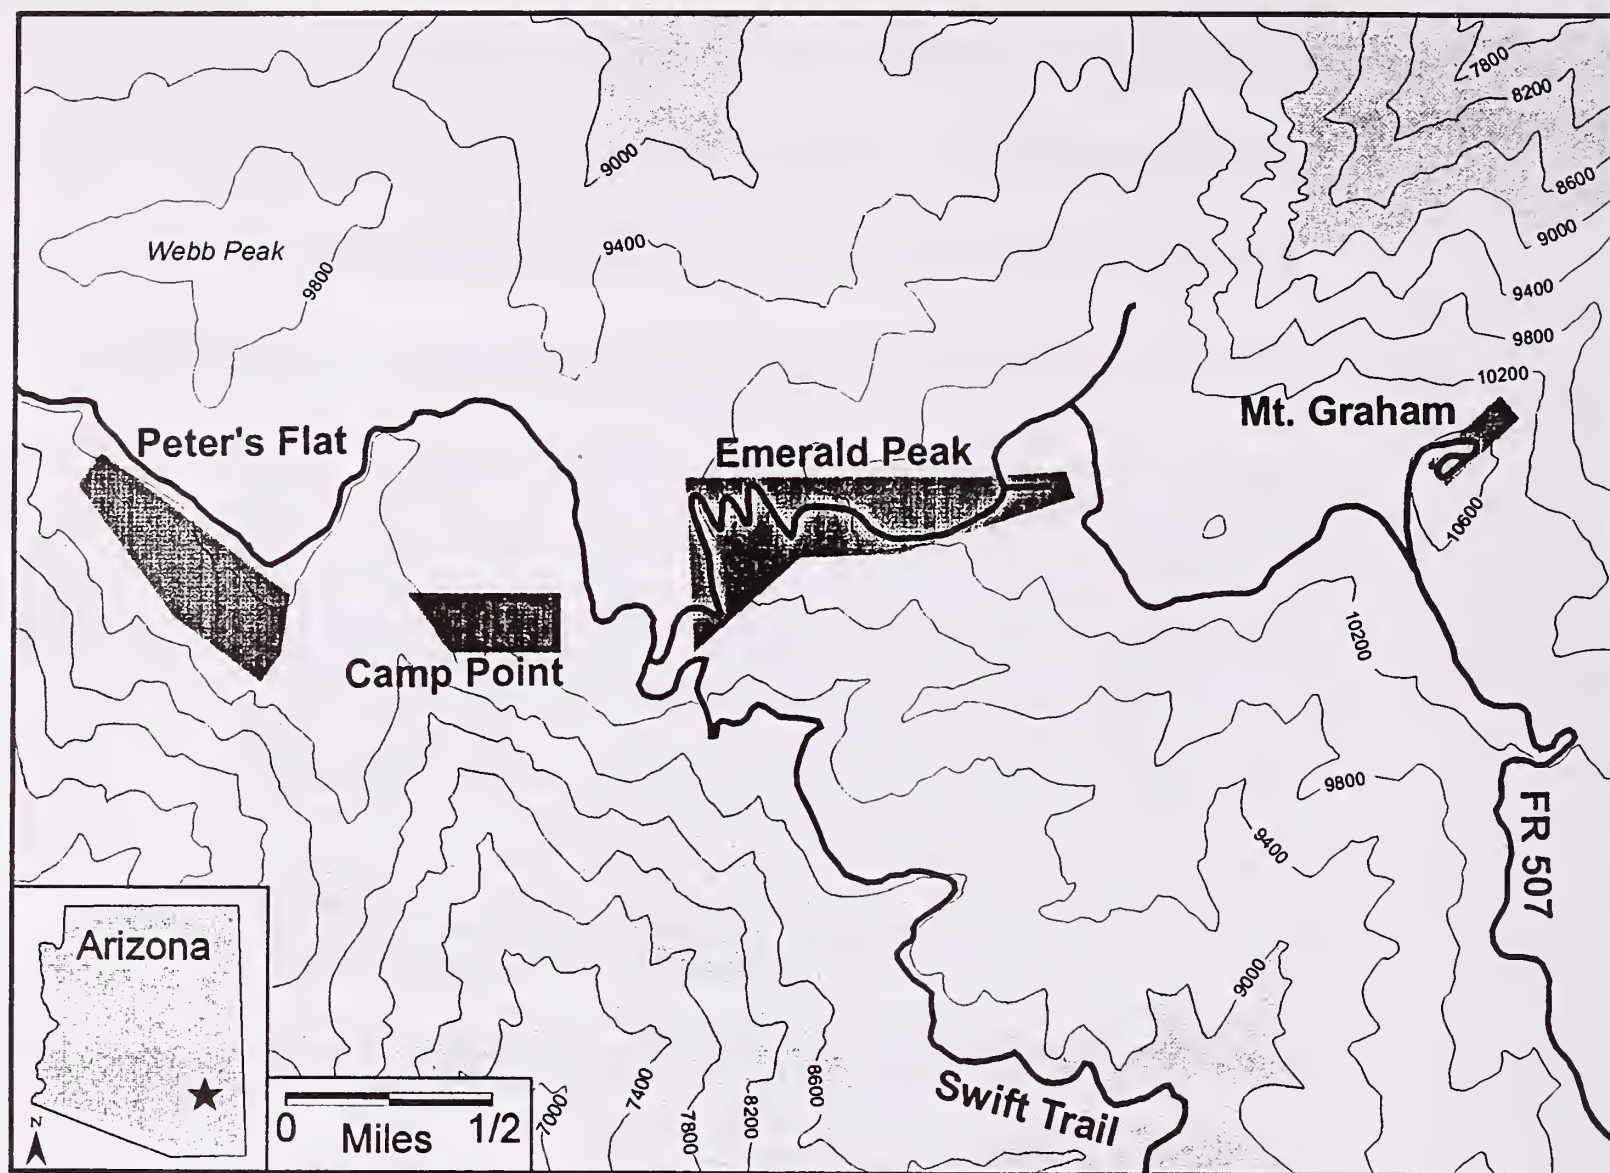 7800
8200
9000
8600
9000
Webb Peak
9400
9800
9400
9800
10200
Mt. Graham
Peter's Flat
Emerald Peak
10600
10200
Camp Point
9800
FR 507
9400
Arizona
9000
Swift Trail
N
0 Miles 1/2
7000
7400
7800
8200
8600